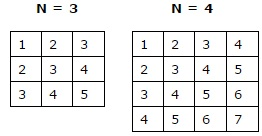 N = 3 N = 4
1 2 3
2 3 4
3 4 5
1 2 3 4
2 3 4 5
3 4 5 6
4 5 6 7